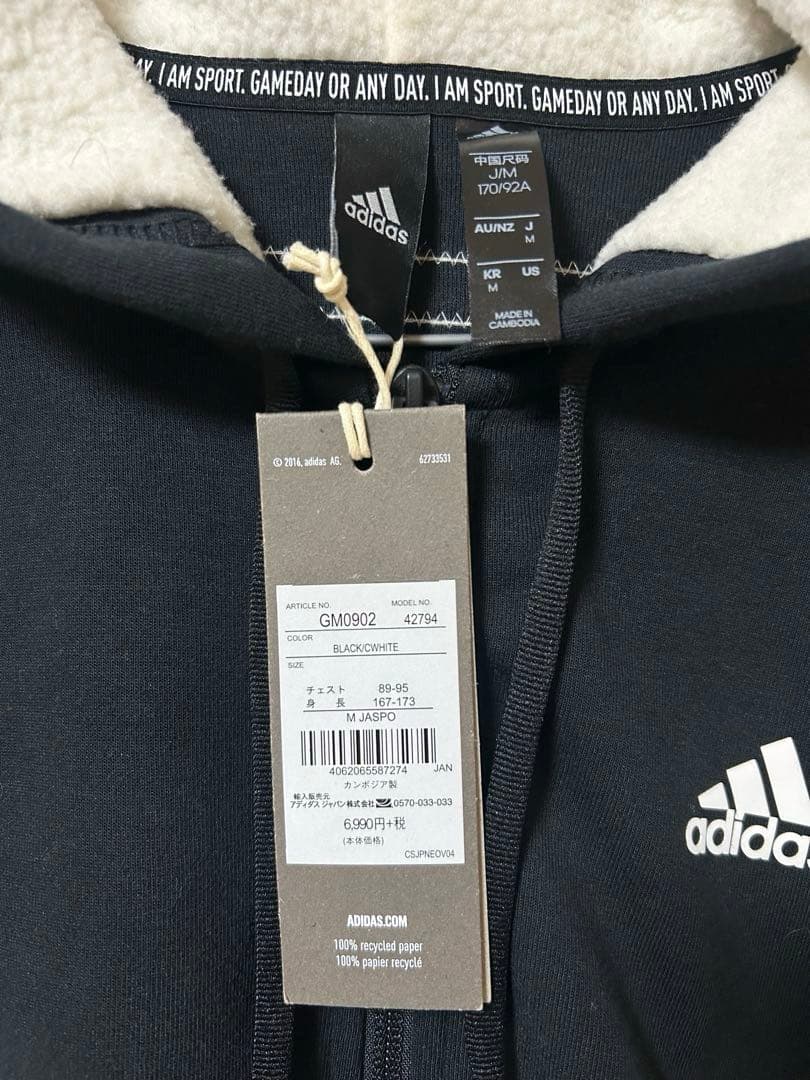 Y. I AM SPORT. GAMEDAY OR ANY DAY. I AM SPORT. GAMEDAY OR ANY DAY. I AM SPORT.
adidas
中国尺码
J/M
170/92A
AU/NZ J
M
KR US
M
MADE IN
CAMBODIA
© 2016, adidas AG. 62733531
ARTICLE NO. MODEL NO.
GM0902 42794
COLOR
BLACK/CWHITE
SIZE
チェスト 89-95
身 長 167-173
M JASPO
4062065587274 JAN
カンボジア製
輸入販売元
アディダス ジャパン株式会社 0570-033-033
6,990円+税
(本体価格)
CSJPNEOV04
ADIDAS.COM
100% recycled paper
100% papier recyclé
adidas